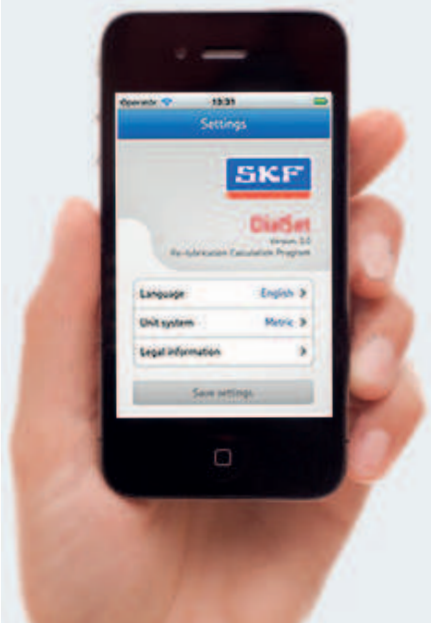 Operator 13:31
Settings
SKF
DialSet
Version 3.0
Re-lubrication Calculation Program
Language English >
Unit system Metric >
Legal information >
Save settings